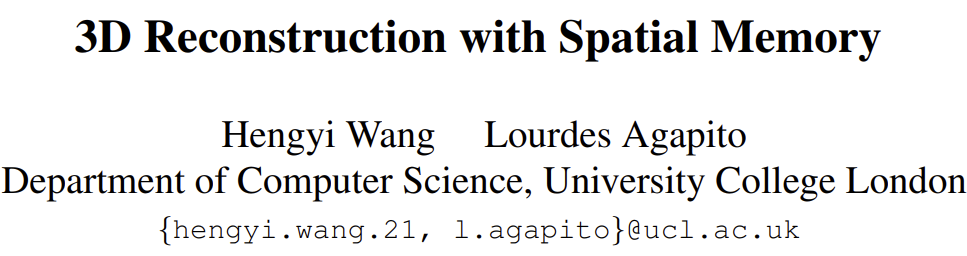 3D Reconstruction with Spatial Memory
Hengyi Wang Lourdes Agapito
Department of Computer Science, University College London
{hengyi.wang.21, l.agapito}@ucl.ac.uk